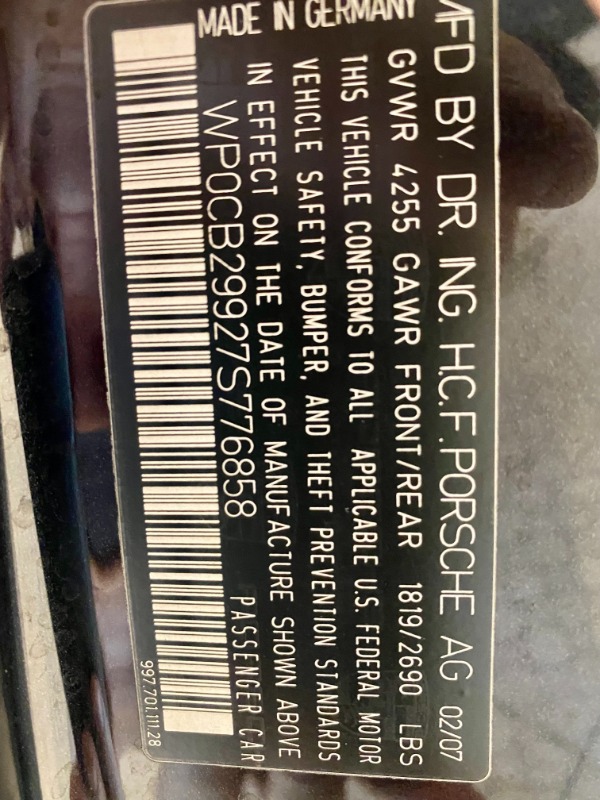 MFD BY DR. ING. H.C.F. PORSCHE AG 02/07
GVWR 4255 GAWR FRONT/REAR 1819/2690 LBS
THIS VEHICLE CONFORMS TO ALL APPLICABLE U.S. FEDERAL MOTOR
VEHICLE SAFETY, BUMPER, AND THEFT PREVENTION STANDARDS
IN EFFECT ON THE DATE OF MANUFACTURE SHOWN ABOVE
MADE IN GERMANY
WP0CB29927S776858 PASSENGER CAR
997.701.111.28